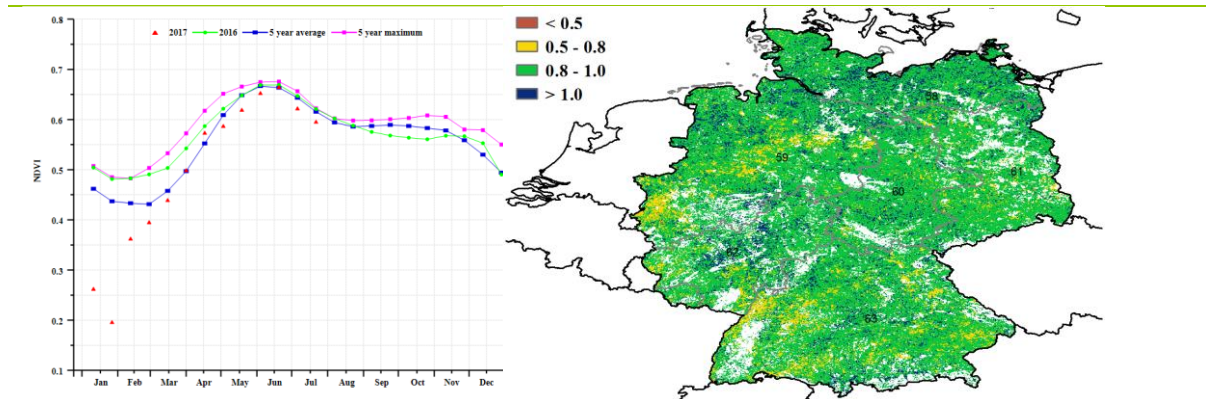 2017 2016 5 year average 5 year maximum
0.8
0.7
0.6
0.5
0.4
0.3
0.2
0.1
NDVI
Jan Feb Mar Apr May Jun Jul Aug Sep Oct Nov Dec
< 0.5
0.5 - 0.8
0.8 - 1.0
> 1.0
59
60
61
63